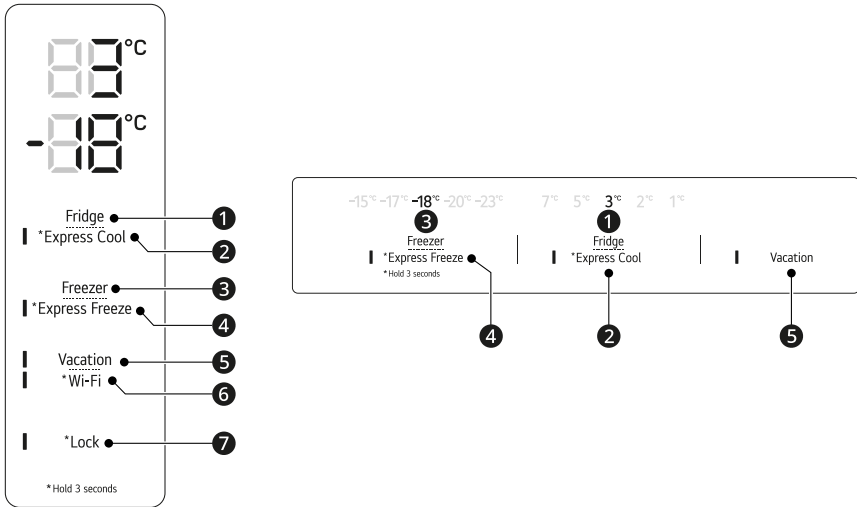 3 °C
-18 °C
Fridge 1
*Express Cool 2
Freezer 3
*Express Freeze 4
Vacation 5
*Wi-Fi 6
*Lock 7
*Hold 3 seconds
-15°C -17°C -18°C -20°C -23°C 7°C 5°C 3°C 2°C 1°C
3 1
Freezer Fridge
*Express Freeze *Express Cool Vacation
*Hold 3 seconds
4 2 5